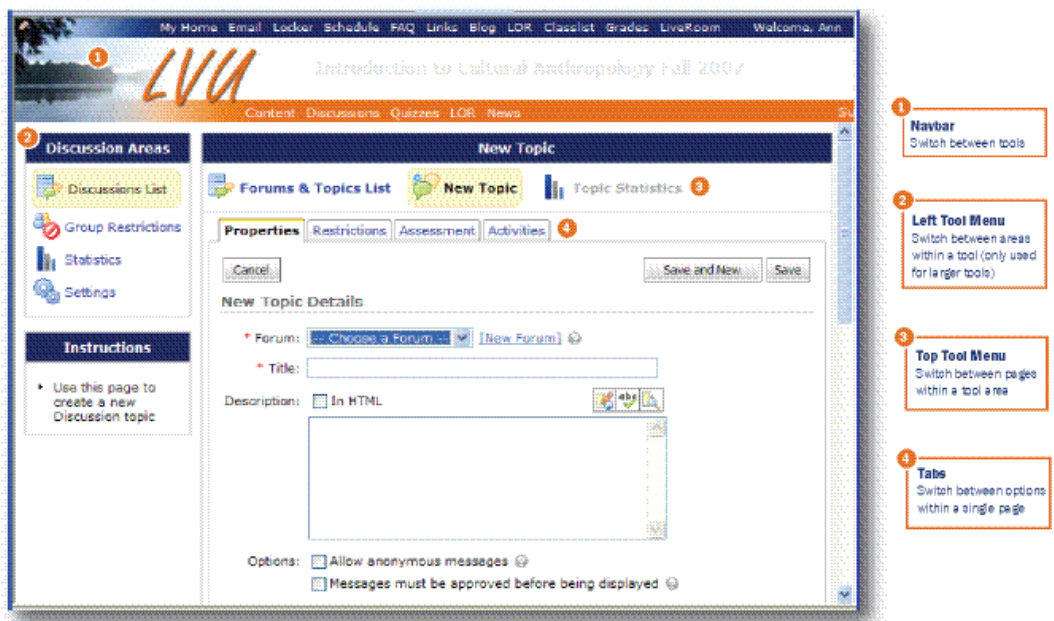 My Home Email Locker Schedule FAQ Links Blog LOR Classlist Grades LiveRoom Welcome, Ann
1
LVU
Introduction to Cultural Anthropology Fall 2007
Content Discussions Quizzes LOR News
2
Discussion Areas
Discussions List
Group Restrictions
Statistics
Settings
Instructions
Use this page to
create a new
Discussion topic
New Topic
Forums & Topics List New Topic Topic Statistics 3
Properties Restrictions Assessment Activities 4
Cancel Save and New Save
New Topic Details
* Forum: -- Choose a Forum -- [New Forum]
* Title:
Description: In HTML abc
Options: Allow anonymous messages
Messages must be approved before being displayed
1
Navbar
Switch between tools
2
Left Tool Menu
Switch between areas
within a tool (only used
for larger tools)
3
Top Tool Menu
Switch between pages
within a tool area
4
Tabs
Switch between options
within a single page